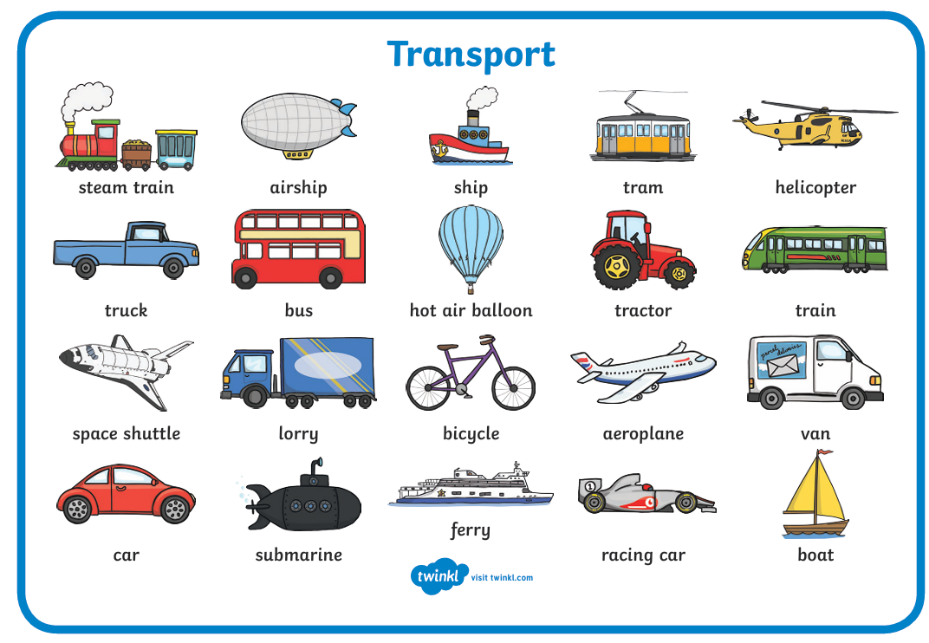 Transport
steam train
airship
ship
tram
helicopter
truck
bus
hot air balloon
tractor
train
space shuttle
lorry
bicycle
aeroplane
van
car
submarine
ferry
racing car
boat
1
twinkl
visit twinkl.com